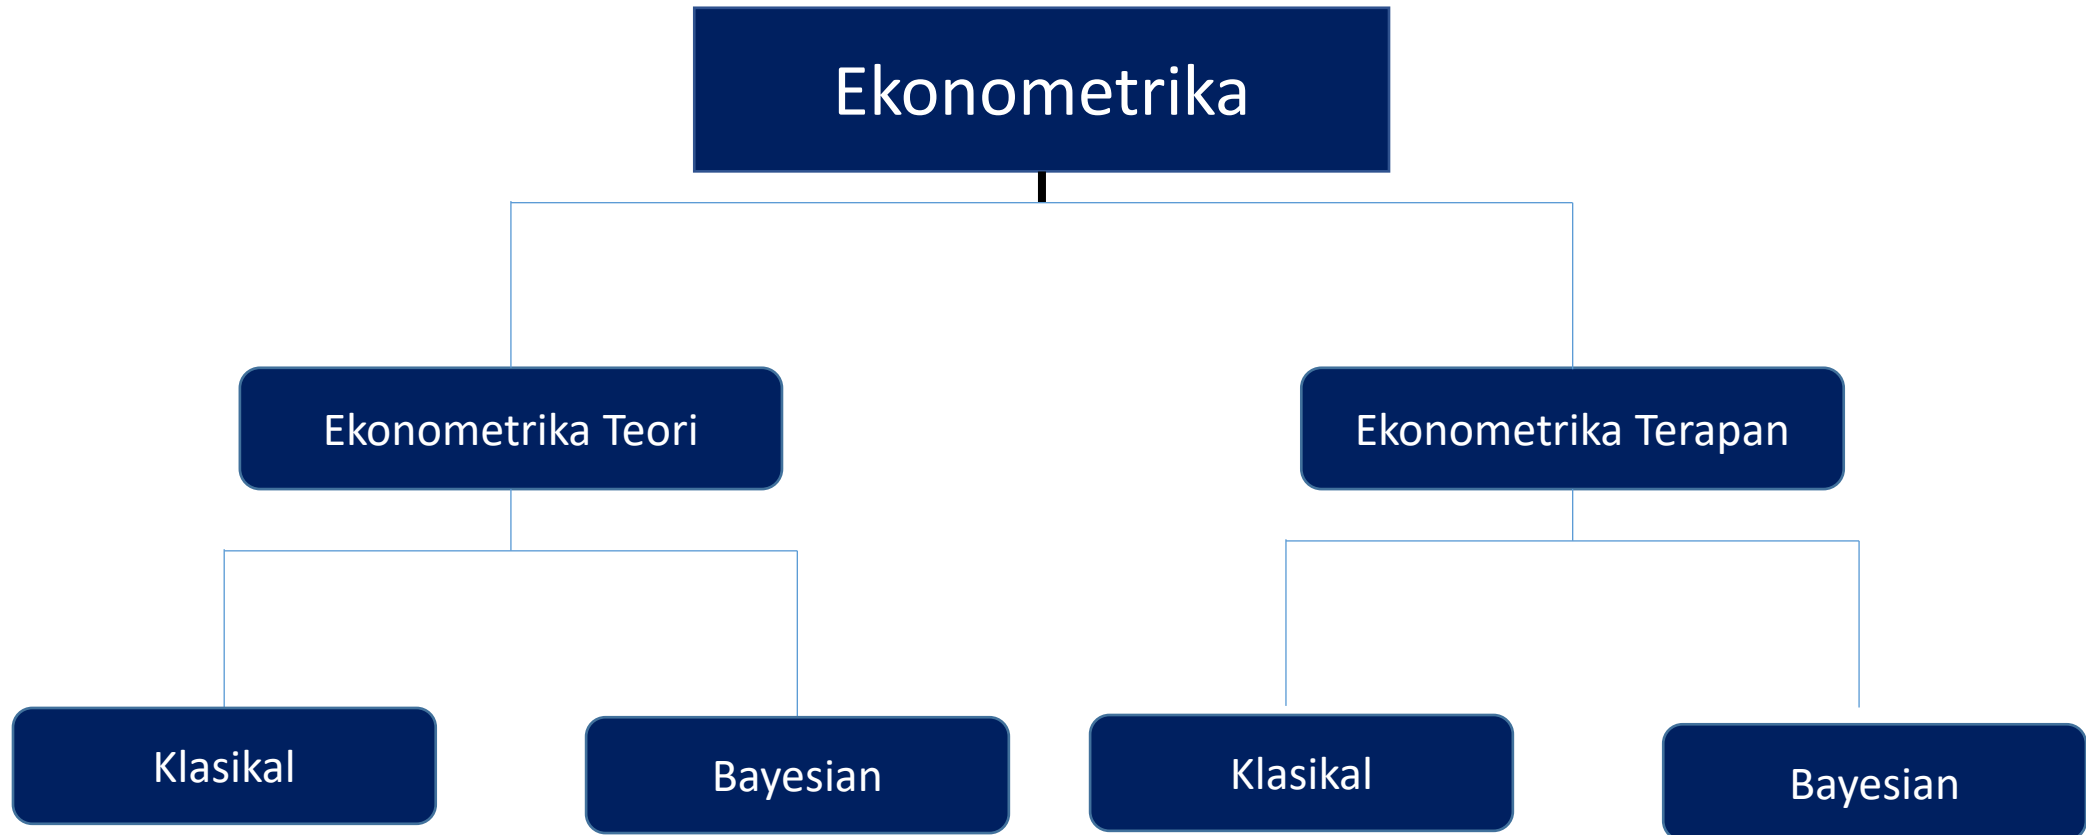 Ekonometrika
Ekonometrika Teori
Ekonometrika Terapan
Klasikal
Bayesian
Klasikal
Bayesian